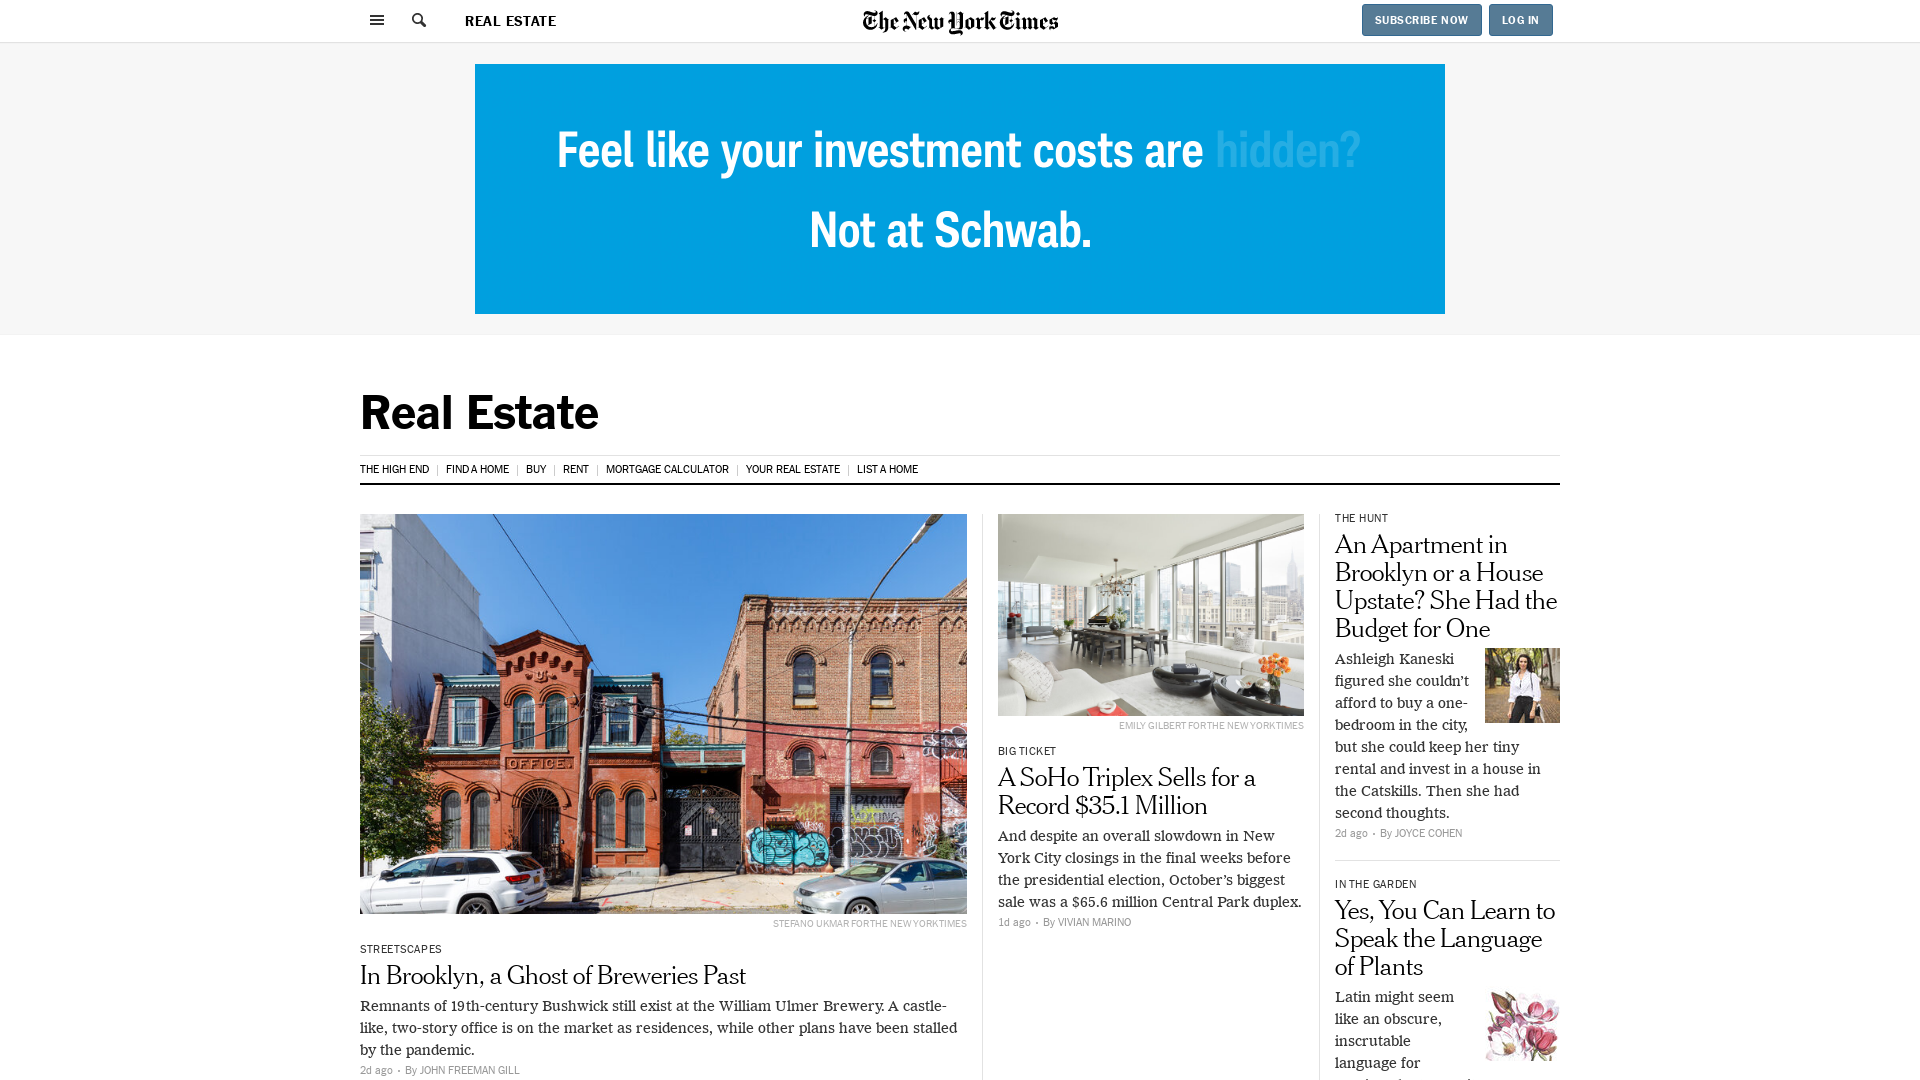 REAL ESTATE
The New York Times
SUBSCRIBE NOW
LOG IN
Feel like your investment costs are hidden?
Not at Schwab.
Real Estate
THE HIGH END
FIND A HOME
BUY
RENT
MORTGAGE CALCULATOR
YOUR REAL ESTATE
LIST A HOME
OFFICE.
NO PARKING
STEFANO UKMAR FOR THE NEW YORK TIMES
STREETSCAPES
In Brooklyn, a Ghost of Breweries Past
Remnants of 19th-century Bushwick still exist at the William Ulmer Brewery. A castle-
like, two-story office is on the market as residences, while other plans have been stalled
by the pandemic.
2d ago • By JOHN FREEMAN GILL
EMILY GILBERT FOR THE NEW YORK TIMES
BIG TICKET
A SoHo Triplex Sells for a
Record $35.1 Million
And despite an overall slowdown in New
York City closings in the final weeks before
the presidential election, October’s biggest
sale was a $65.6 million Central Park duplex.
1d ago • By VIVIAN MARINO
THE HUNT
An Apartment in
Brooklyn or a House
Upstate? She Had the
Budget for One
Ashleigh Kaneski
figured she couldn’t
afford to buy a one-
bedroom in the city,
but she could keep her tiny
rental and invest in a house in
the Catskills. Then she had
second thoughts.
2d ago • By JOYCE COHEN
IN THE GARDEN
Yes, You Can Learn to
Speak the Language
of Plants
Latin might seem
like an obscure,
inscrutable
language for